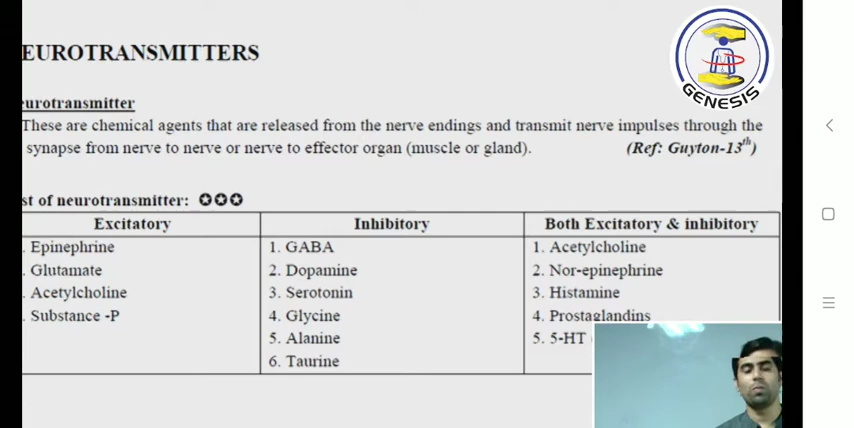 EUROTRANSMITTERS
GENESIS
eurotransmitter
These are chemical agents that are released from the nerve endings and transmit nerve impulses through the
synapse from nerve to nerve or nerve to effector organ (muscle or gland). (Ref: Guyton-13th)
st of neurotransmitter: ✪✪✪
Excitatory Inhibitory Both Excitatory & inhibitory
. Epinephrine 1. GABA 1. Acetylcholine
. Glutamate 2. Dopamine 2. Nor-epinephrine
. Acetylcholine 3. Serotonin 3. Histamine
. Substance -P 4. Glycine 4. Prostaglandins
5. Alanine 5. 5-HT
6. Taurine